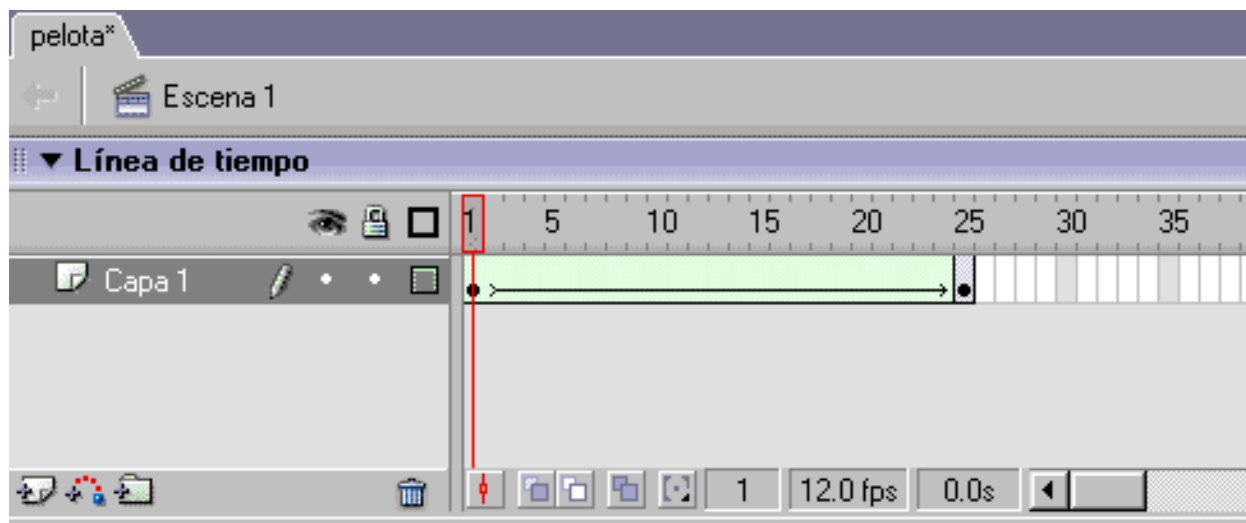 pelota*
Escena 1
Línea de tiempo
1 5 10 15 20 25 30 35
Capa 1
1 12.0 fps 0.0s